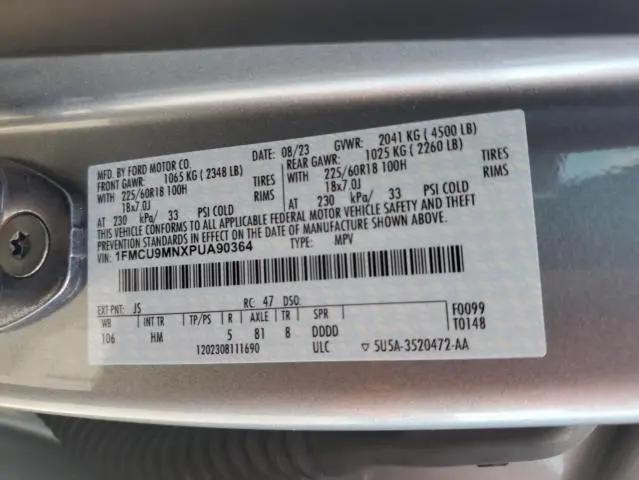 MFD. BY FORD MOTOR CO. DATE: 08/23 GVWR: 2041 KG ( 4500 LB)
FRONT GAWR: 1065 KG ( 2348 LB) REAR GAWR: 1025 KG ( 2260 LB)
WITH 225/60R18 100H TIRES WITH 225/60R18 100H TIRES
18x7.0J RIMS 18x7.0J RIMS
AT 230 kPa/ 33 PSI COLD AT 230 kPa/ 33 PSI COLD
THIS VEHICLE CONFORMS TO ALL APPLICABLE FEDERAL MOTOR VEHICLE SAFETY AND THEFT
PREVENTION STANDARDS IN EFFECT ON THE DATE OF MANUFACTURE SHOWN ABOVE.
VIN: 1FMCU9MNXPUA90364 TYPE: MPV
EXT PNT: JS RC: 47 DSO: F0099
WB INT TR TP/PS R AXLE TR SPR T0148
106 HM 5 81 8 DDDD
1202308111690 ULC ▽ 5U5A-3520472-AA